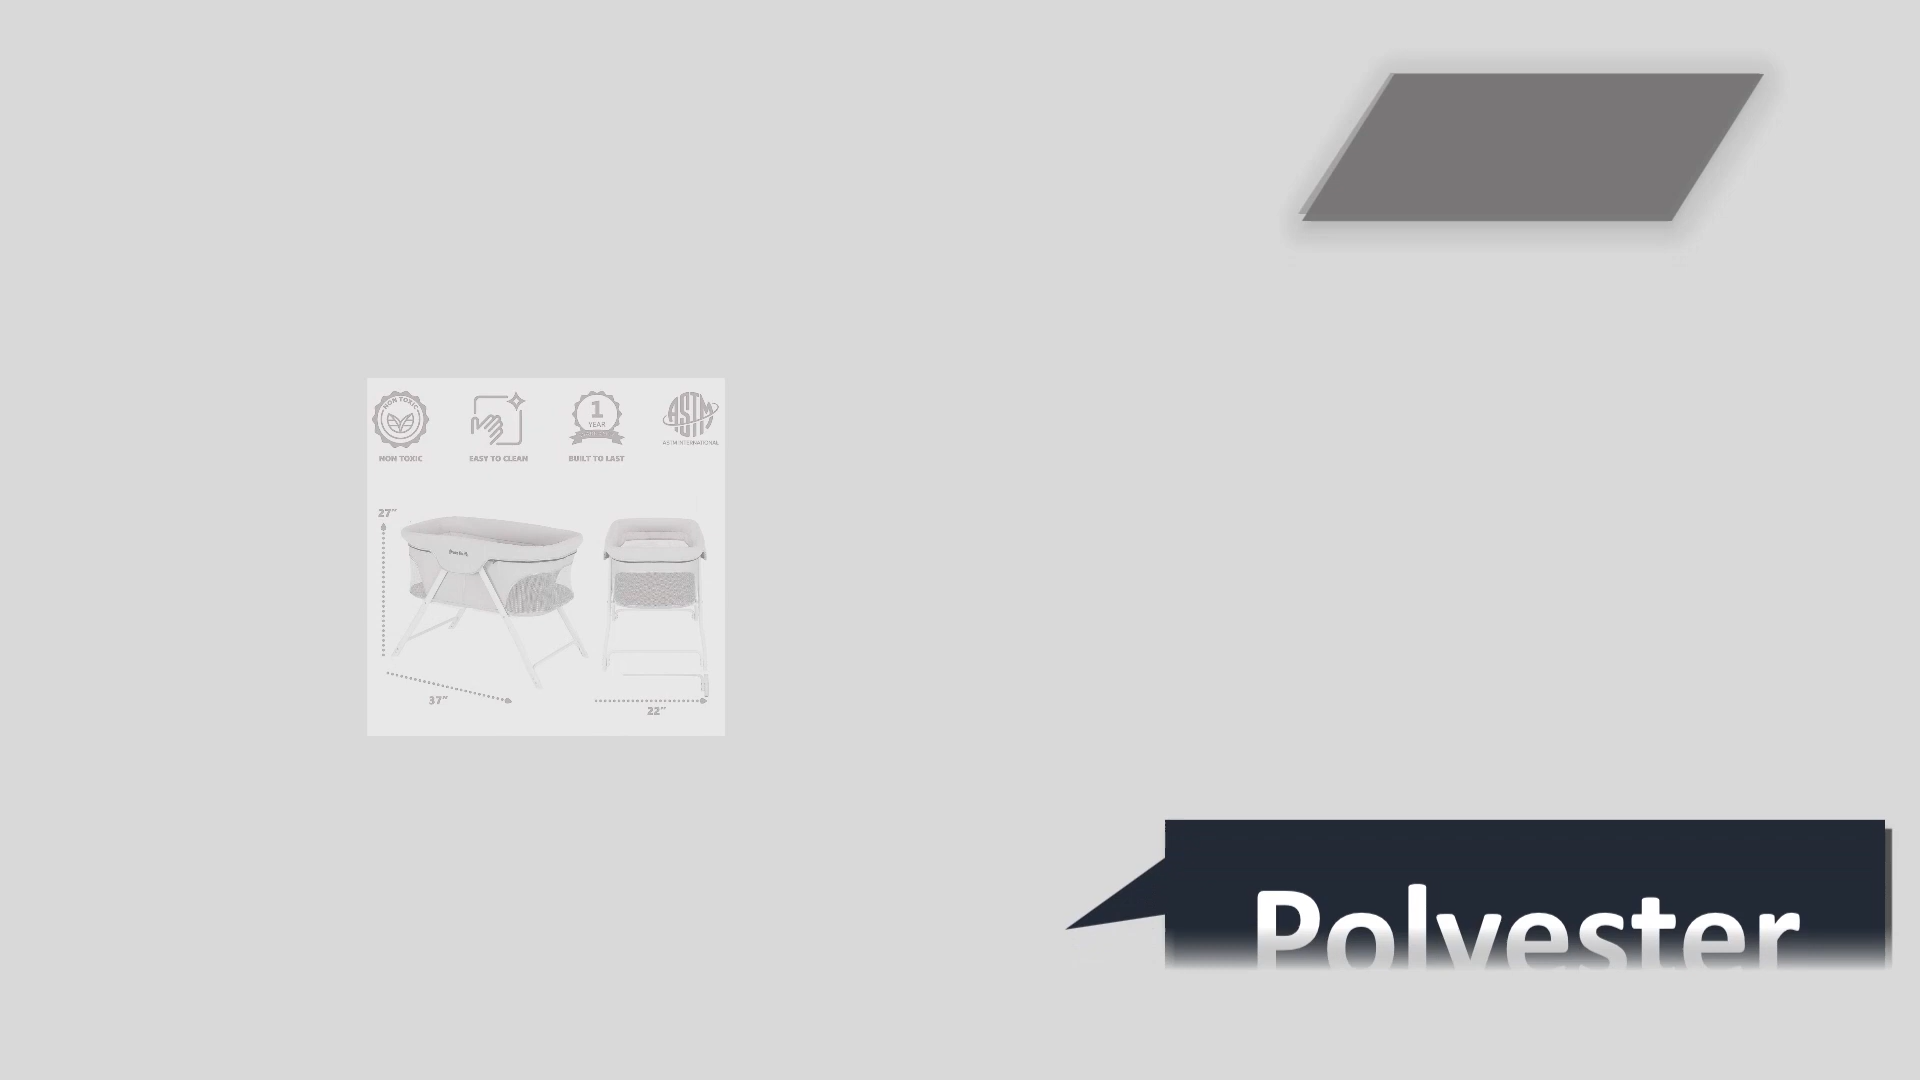 NON TOXIC
NON TOXIC
EASY TO CLEAN
1
YEAR
BUILT TO LAST
ASTM
ASTM INTERNATIONAL
27"
37"
22"
Polyester